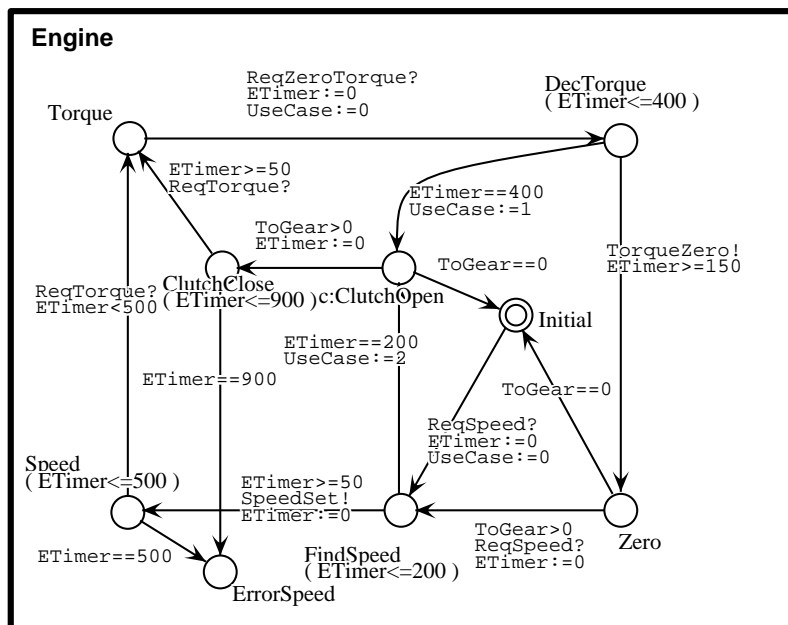 Engine
ReqZeroTorque?
ETimer:=0
UseCase:=0
DecTorque
( ETimer<=400 )
Torque
ETimer>=50
ReqTorque?
ETimer==400
UseCase:=1
ToGear>0
ETimer:=0
TorqueZero!
ETimer>=150
ToGear==0
ClutchClose
( ETimer<=900 )
c:ClutchOpen
ReqTorque?
ETimer<500
Initial
ETimer==200
UseCase:=2
ETimer==900
ToGear==0
ReqSpeed?
ETimer:=0
UseCase:=0
Speed
( ETimer<=500 )
ETimer>=50
SpeedSet!
ETimer:=0
ToGear>0
ReqSpeed?
ETimer:=0
Zero
ETimer==500
FindSpeed
( ETimer<=200 )
ErrorSpeed